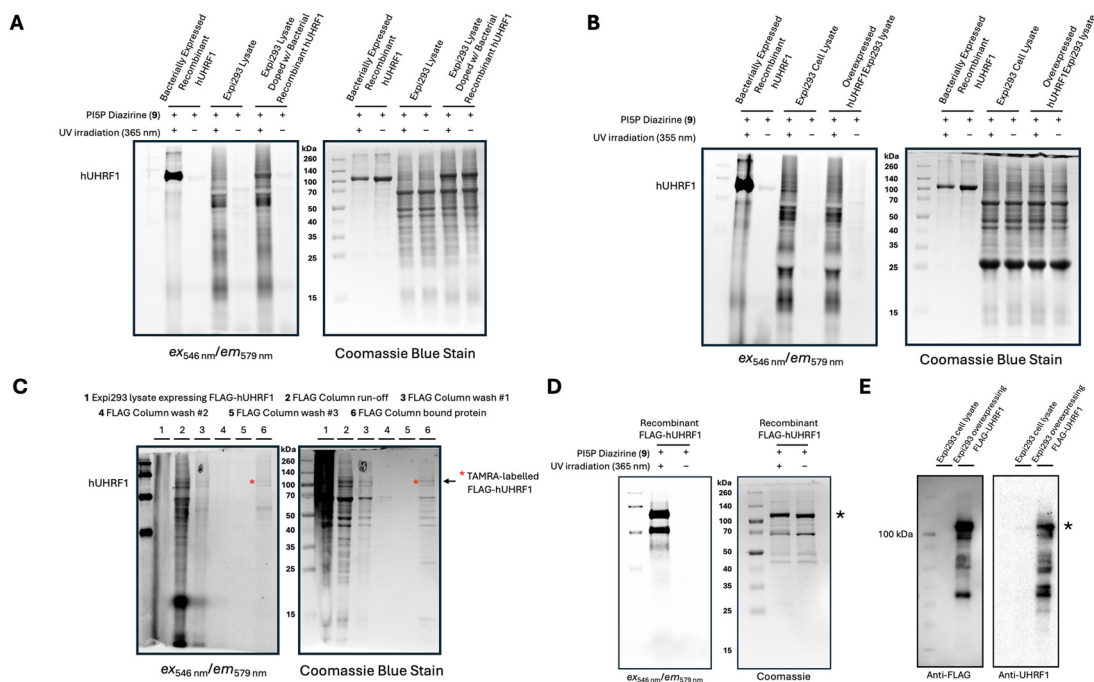 A
Bacterially Expressed
Recombinant
hUHRF1
Expi293 Lysate
Expi293 Lysate
Doped w/ Bacterial
Recombinant hUHRF1
Bacterially Expressed
Recombinant
hUHRF1
Expi293 Lysate
Expi293 Lysate
Doped w/ Bacterial
Recombinant hUHRF1
PI5P Diazirine (9) + + + + + + + + + + + +
UV irradiation (365 nm) + − + − + − + − + − + −
hUHRF1
kDa
260
140
100
70
50
40
35
25
15
ex546 nm/em579 nm
Coomassie Blue Stain
B
Bacterially Expressed
Recombinant
hUHRF1
Expi293 Cell Lysate
Overexpressed
hUHRF1Expi293 lysate
Bacterially Expressed
Recombinant
hUHRF1
Expi293 Cell Lysate
Overexpressed
hUHRF1Expi293 lysate
PI5P Diazirine (9) + + + + + + + + + + + +
UV irradiation (355 nm) + − + − + − + − + − + −
hUHRF1
kDa
260
140
100
70
50
40
35
25
15
ex546 nm/em579 nm
Coomassie Blue Stain
C
1 Expi293 lysate expressing FLAG-hUHRF1 2 FLAG Column run-off 3 FLAG Column wash #1
4 FLAG Column wash #2 5 FLAG Column wash #3 6 FLAG Column bound protein
1 2 3 4 5 6 1 2 3 4 5 6
hUHRF1
kDa
260
140
100
70
50
40
35
25
15
*
*
* TAMRA-labelled
FLAG-hUHRF1
ex546 nm/em579 nm
Coomassie Blue Stain
D
Recombinant
FLAG-hUHRF1
Recombinant
FLAG-hUHRF1
PI5P Diazirine (9) + + + +
UV irradiation (365 nm) + − + −
kDa
260
140
100
70
50
40
35
25
15
*
ex546 nm/em579 nm
Coomassie
E
Expi293 cell lysate
Expi293 overexpressing
FLAG-UHRF1
Expi293 cell lysate
Expi293 overexpressing
FLAG-UHRF1
100 kDa
*
Anti-FLAG
Anti-UHRF1